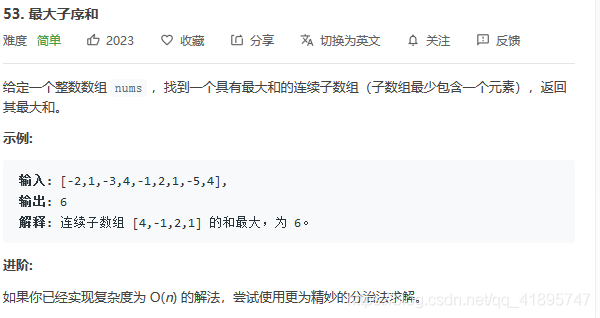 53. 最大子序和
难度 简单 2023 收藏 分享 切换为英文 关注 反馈
给定一个整数数组 nums ，找到一个具有最大和的连续子数组（子数组最少包含一个元素），返回
其最大和。
示例:
输入: [-2,1,-3,4,-1,2,1,-5,4],
输出: 6
解释: 连续子数组 [4,-1,2,1] 的和最大，为 6。
进阶:
如果你已经实现复杂度为 O(n) 的解法，尝试使用更为精妙的分治法求解。
https://blog.csdn.net/qq_41895747